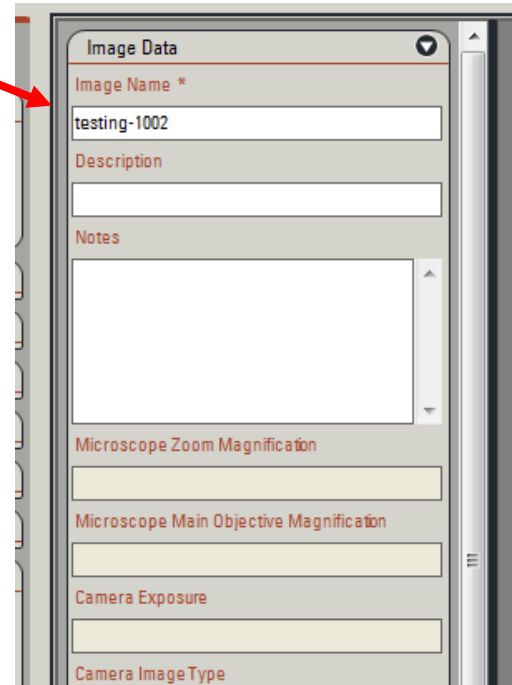 Image Data
Image Name *
testing-1002
Description
Notes
Microscope Zoom Magnification
Microscope Main Objective Magnification
Camera Exposure
Camera Image Type